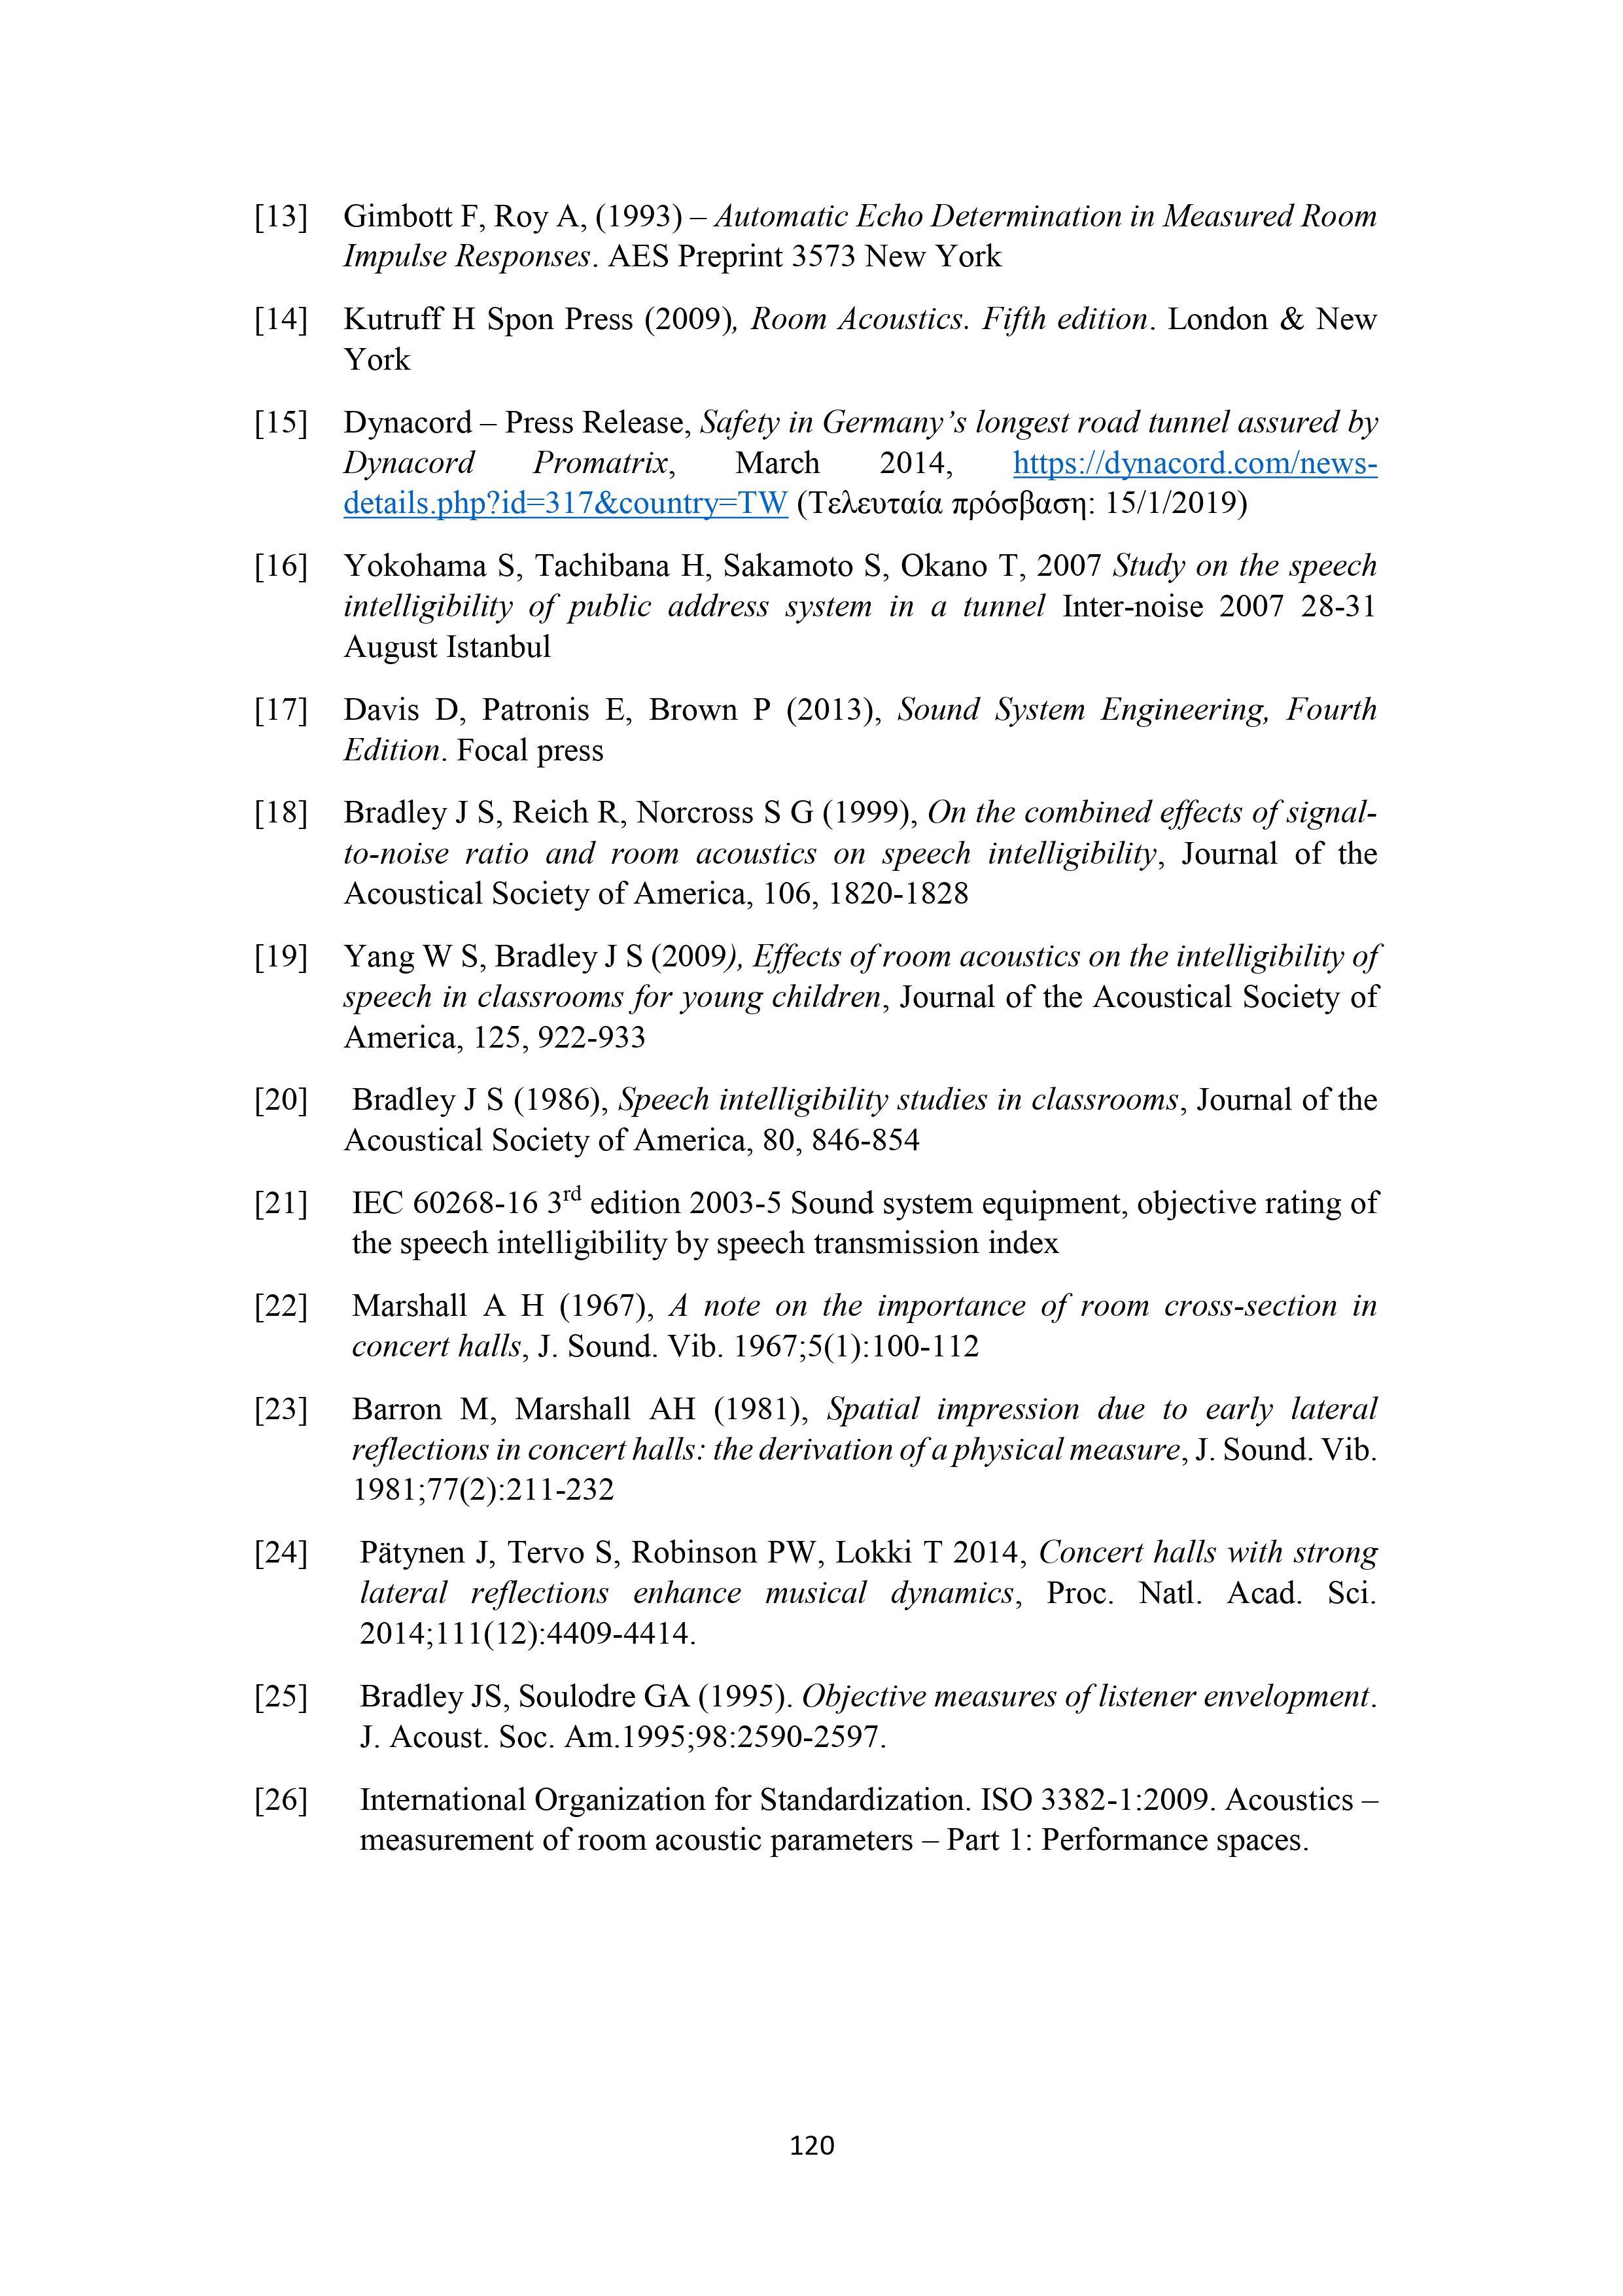 [13] Gimbott F, Roy A, (1993) – Automatic Echo Determination in Measured Room
Impulse Responses. AES Preprint 3573 New York
[14] Kutruff H Spon Press (2009), Room Acoustics. Fifth edition. London & New
York
[15] Dynacord – Press Release, Safety in Germany’s longest road tunnel assured by
Dynacord Promatrix, March 2014, https://dynacord.com/news-
details.php?id=317&country=TW (Τελευταία πρόσβαση: 15/1/2019)
[16] Yokohama S, Tachibana H, Sakamoto S, Okano T, 2007 Study on the speech
intelligibility of public address system in a tunnel Inter-noise 2007 28-31
August Istanbul
[17] Davis D, Patronis E, Brown P (2013), Sound System Engineering, Fourth
Edition. Focal press
[18] Bradley J S, Reich R, Norcross S G (1999), On the combined effects of signal-
to-noise ratio and room acoustics on speech intelligibility, Journal of the
Acoustical Society of America, 106, 1820-1828
[19] Yang W S, Bradley J S (2009), Effects of room acoustics on the intelligibility of
speech in classrooms for young children, Journal of the Acoustical Society of
America, 125, 922-933
[20] Bradley J S (1986), Speech intelligibility studies in classrooms, Journal of the
Acoustical Society of America, 80, 846-854
[21] IEC 60268-16 3rd edition 2003-5 Sound system equipment, objective rating of
the speech intelligibility by speech transmission index
[22] Marshall A H (1967), A note on the importance of room cross-section in
concert halls, J. Sound. Vib. 1967;5(1):100-112
[23] Barron M, Marshall AH (1981), Spatial impression due to early lateral
reflections in concert halls: the derivation of a physical measure, J. Sound. Vib.
1981;77(2):211-232
[24] Pätynen J, Tervo S, Robinson PW, Lokki T 2014, Concert halls with strong
lateral reflections enhance musical dynamics, Proc. Natl. Acad. Sci.
2014;111(12):4409-4414.
[25] Bradley JS, Soulodre GA (1995). Objective measures of listener envelopment.
J. Acoust. Soc. Am.1995;98:2590-2597.
[26] International Organization for Standardization. ISO 3382-1:2009. Acoustics –
measurement of room acoustic parameters – Part 1: Performance spaces.
120